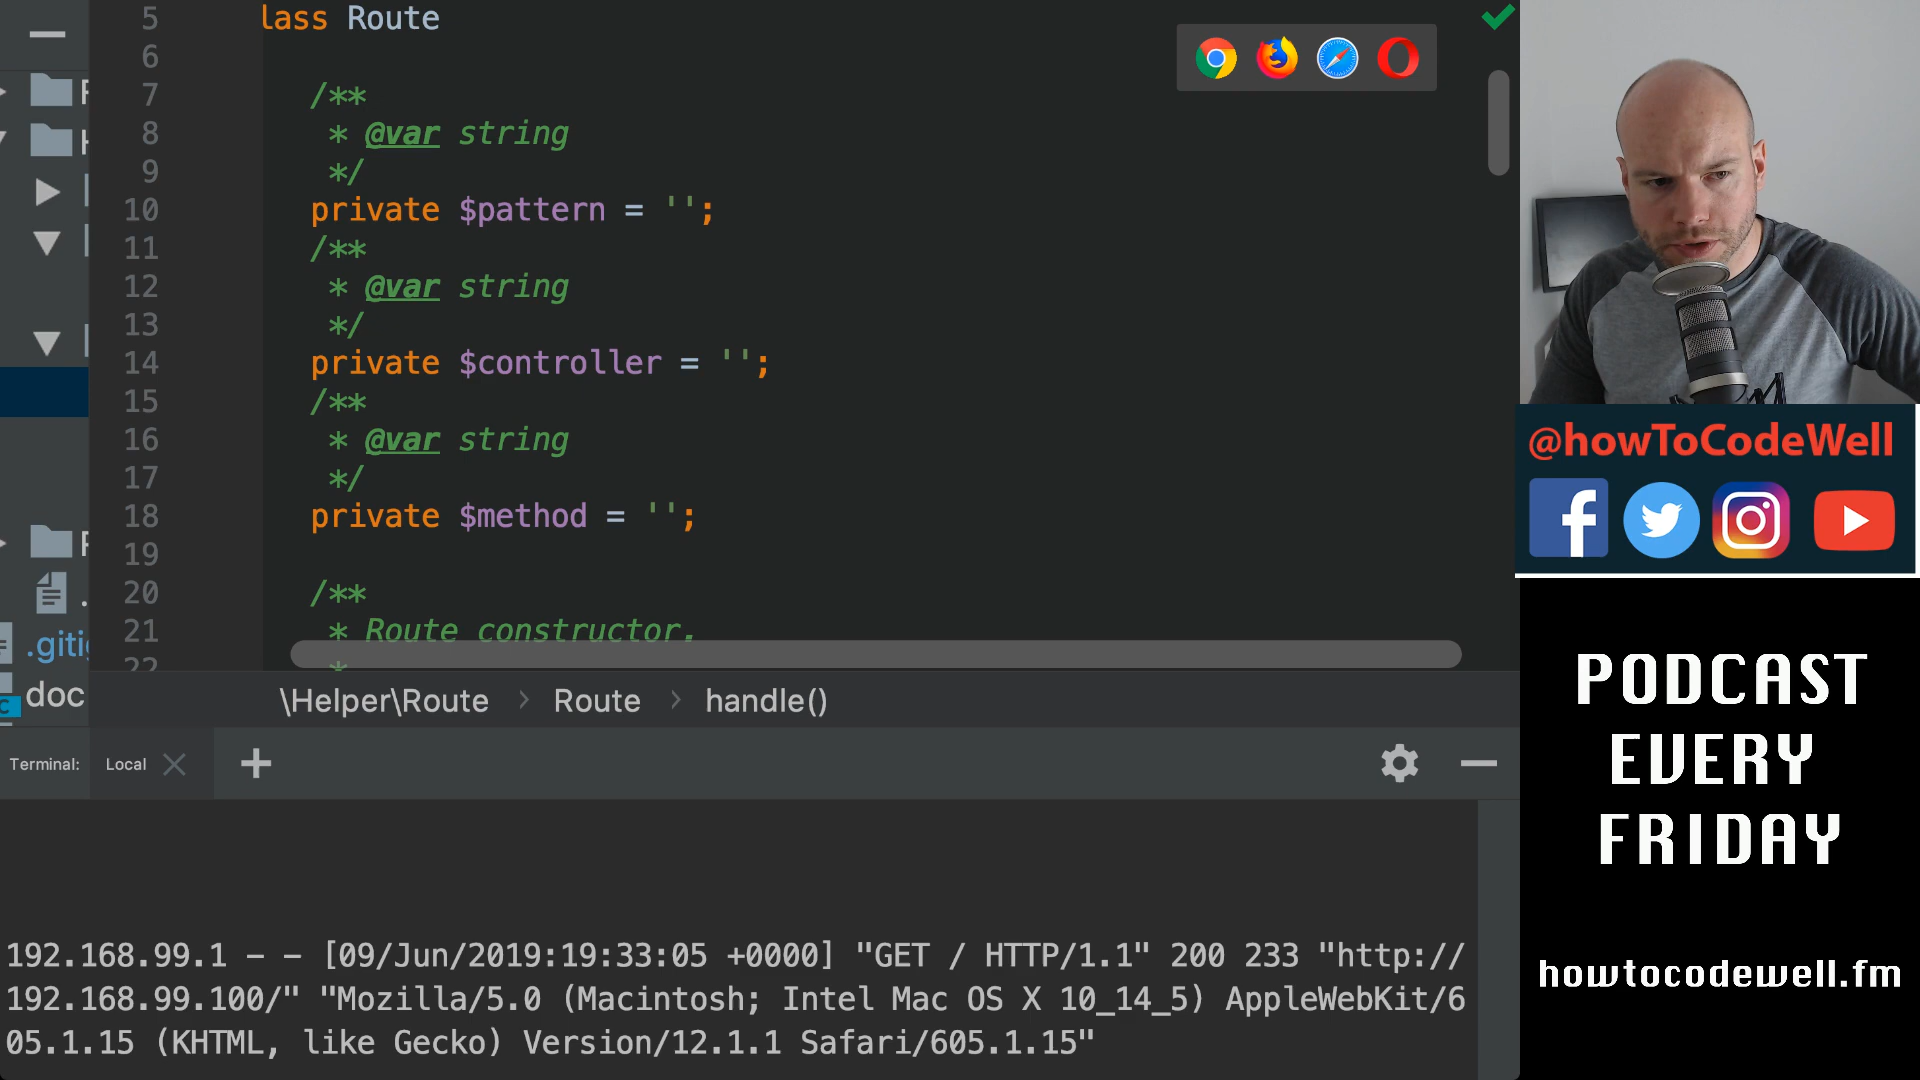 5 lass Route
6
7 /**
8 * @var string
9 */
10 private $pattern = '';
11 /**
12 * @var string
13 */
14 private $controller = '';
15 /**
16 * @var string
17 */
18 private $method = '';
19
20 /**
21 * Route constructor.
22 *
.giti
doc
\Helper\Route > Route > handle()
Terminal: Local +
192.168.99.1 - - [09/Jun/2019:19:33:05 +0000] "GET / HTTP/1.1" 200 233 "http://
192.168.99.100/" "Mozilla/5.0 (Macintosh; Intel Mac OS X 10_14_5) AppleWebKit/6
05.1.15 (KHTML, like Gecko) Version/12.1.1 Safari/605.1.15"
@howToCodeWell
PODCAST
EVERY
FRIDAY
howtocodewell.fm